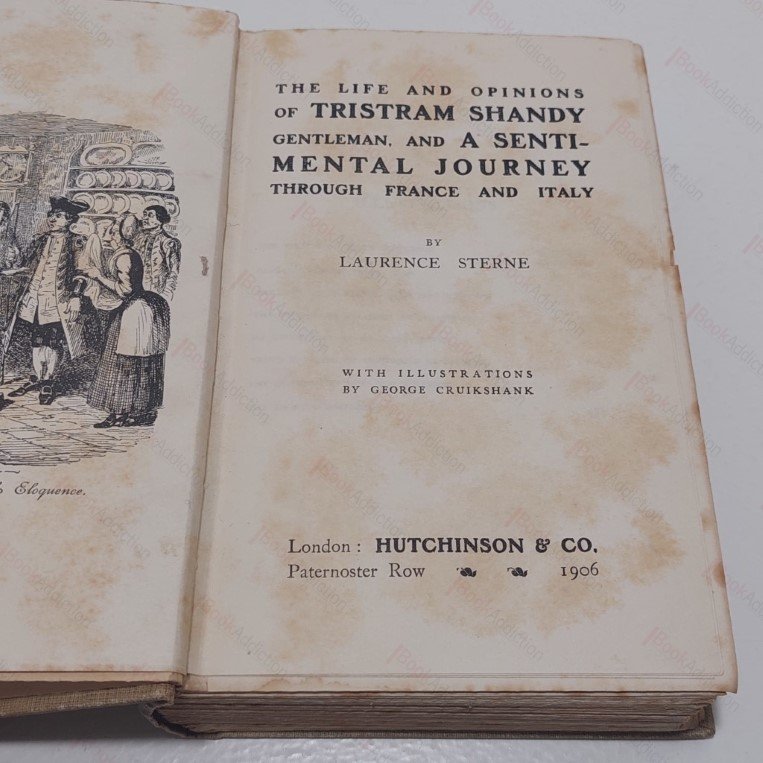 THE LIFE AND OPINIONS
OF TRISTRAM SHANDY
GENTLEMAN, AND A SENTI-
MENTAL JOURNEY
THROUGH FRANCE AND ITALY
BY
LAURENCE STERNE
WITH ILLUSTRATIONS
BY GEORGE CRUIKSHANK
London: HUTCHINSON & CO.
Paternoster Row 1906
Eloquence.
BookAddiction